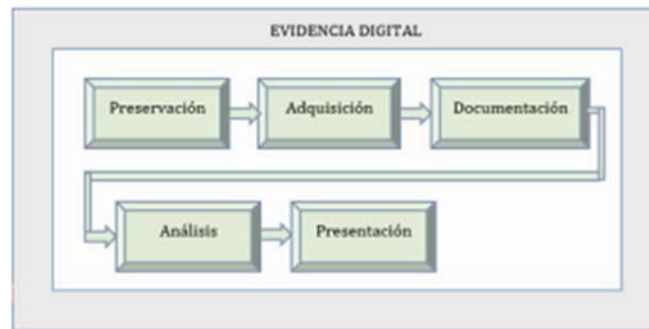 EVIDENCIA DIGITAL
Preservación
Adquisición
Documentación
Análisis
Presentación